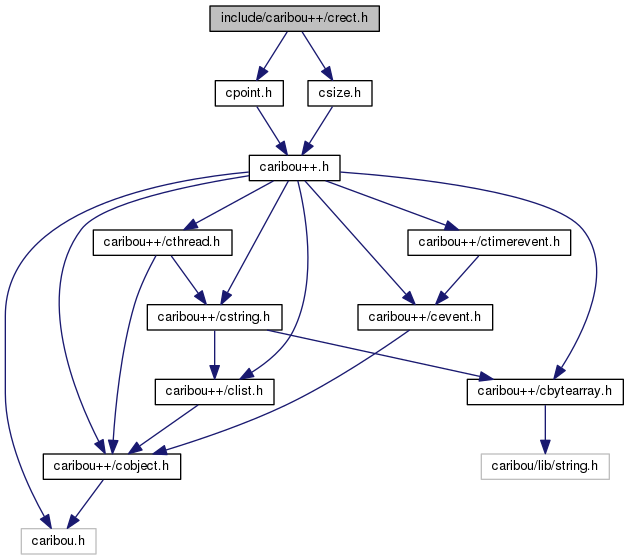 include/caribou++/crect.h
cpoint.h
csize.h
caribou++.h
caribou++/cthread.h
caribou++/ctimerevent.h
caribou++/cstring.h
caribou++/cevent.h
caribou++/clist.h
caribou++/cbytearray.h
caribou++/cobject.h
caribou/lib/string.h
caribou.h